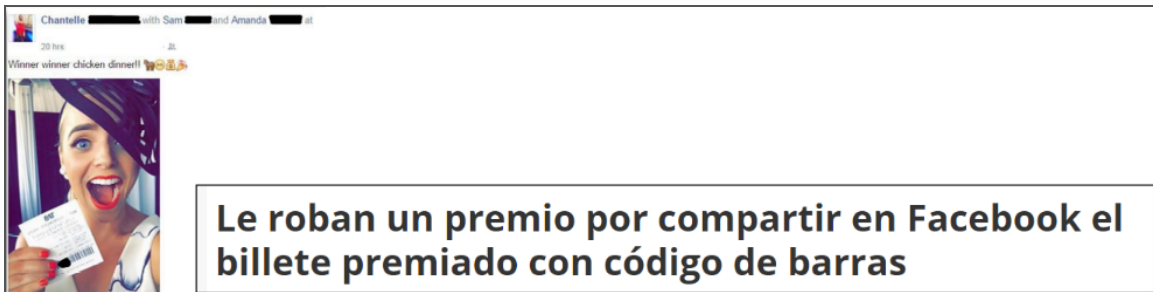 Chantelle with Sam and Amanda at
20 hrs
Winner winner chicken dinner!!
Le roban un premio por compartir en Facebook el
billete premiado con código de barras